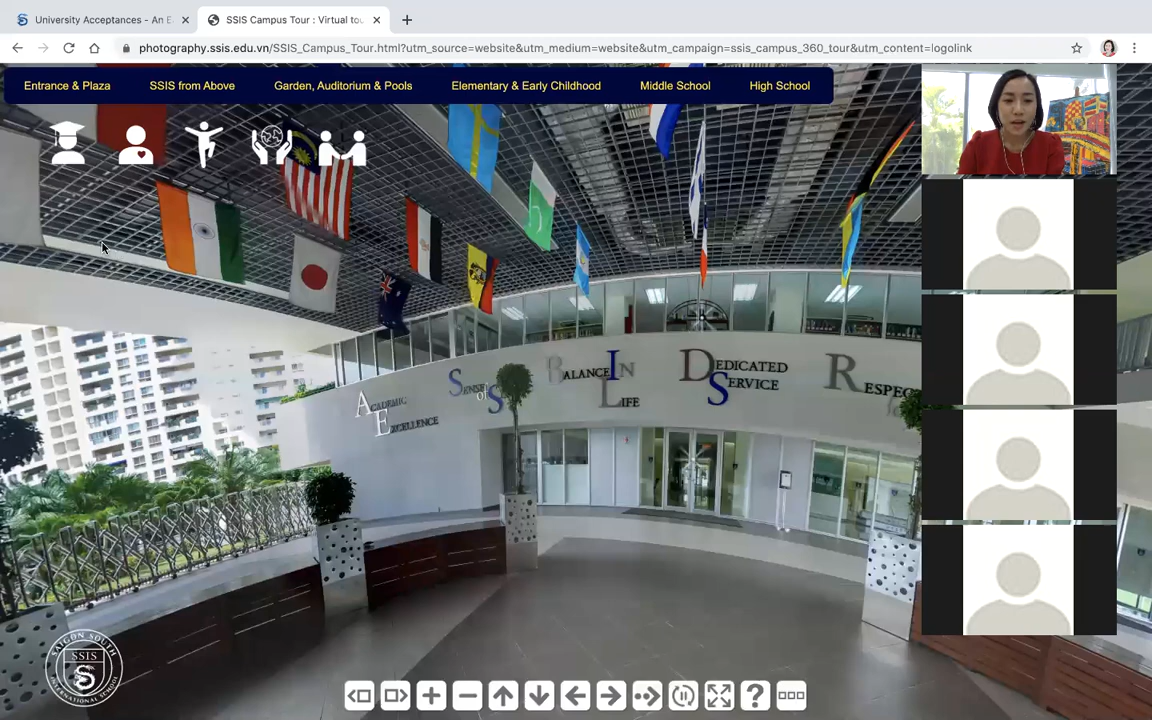 University Acceptances - An E
SSIS Campus Tour : Virtual tou
photography.ssis.edu.vn/SSIS_Campus_Tour.html?utm_source=website&utm_medium=website&utm_campaign=ssis_campus_360_tour&utm_content=logolink
Entrance & Plaza
SSIS from Above
Garden, Auditorium & Pools
Elementary & Early Childhood
Middle School
High School
ACADEMIC
EXCELLENCE
SENSE
of S
BALANCE IN
LIFE
DEDICATED
SERVICE
RESPEC
SAIGON SOUTH
SSIS
INTERNATIONAL SCHOOL
?